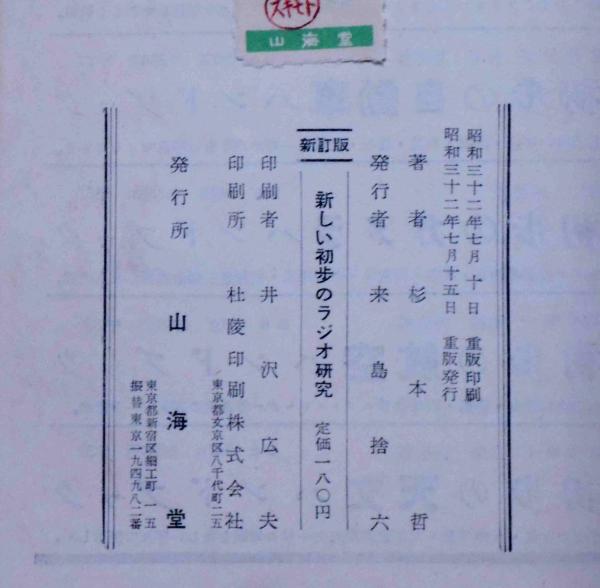 スギモト
山海堂
昭和三十二年七月十日 重版印刷
昭和三十二年七月十五日 重版発行
著者 杉本哲
発行者 来島捨六
新訂版
新しい初歩のラジオ研究 定価一八〇円
印刷者 井沢広夫
印刷所 杜陵印刷株式会社
東京都文京区八千代町二五
発行所 山海堂
東京都新宿区細工町一五
振替東京一九四九八二番